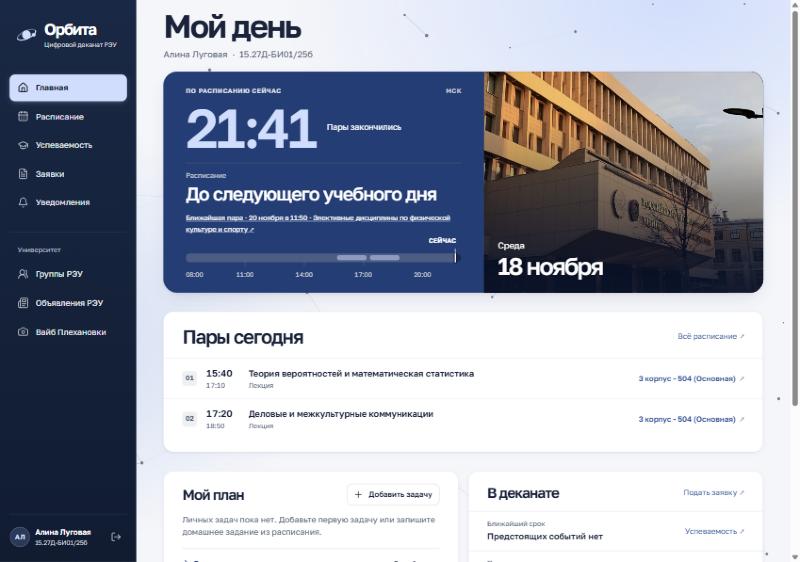 Орбита
Цифровой деканат РЭУ
Главная
Расписание
Успеваемость
Заявки
Уведомления
Университет
Группы РЭУ
Объявления РЭУ
Вайб Плехановки
АЛ
Алина Луговая
15.27Д-БИ01/25б
Мой день
Алина Луговая · 15.27Д-БИ01/25б
ПО РАСПИСАНИЮ СЕЙЧАС
МСК
21:41
Пары закончились
Расписание
До следующего учебного дня
Ближайшая пара · 20 ноября в 11:50 · Элективные дисциплины по физической
культуре и спорту ↗
СЕЙЧАС
08:00 11:00 14:00 17:00 20:00
Среда
18 ноября
Пары сегодня
Всё расписание ↗
01
15:40
17:10
Теория вероятностей и математическая статистика
Лекция
3 корпус - 504 (Основная) ↗
02
17:20
18:50
Деловые и межкультурные коммуникации
Лекция
3 корпус - 504 (Основная) ↗
Мой план
+ Добавить задачу
Личных задач пока нет. Добавьте первую задачу или запишите
домашнее задание из расписания.
В деканате
Подать заявку ↗
Ближайший срок
Предстоящих событий нет
Успеваемость ↗